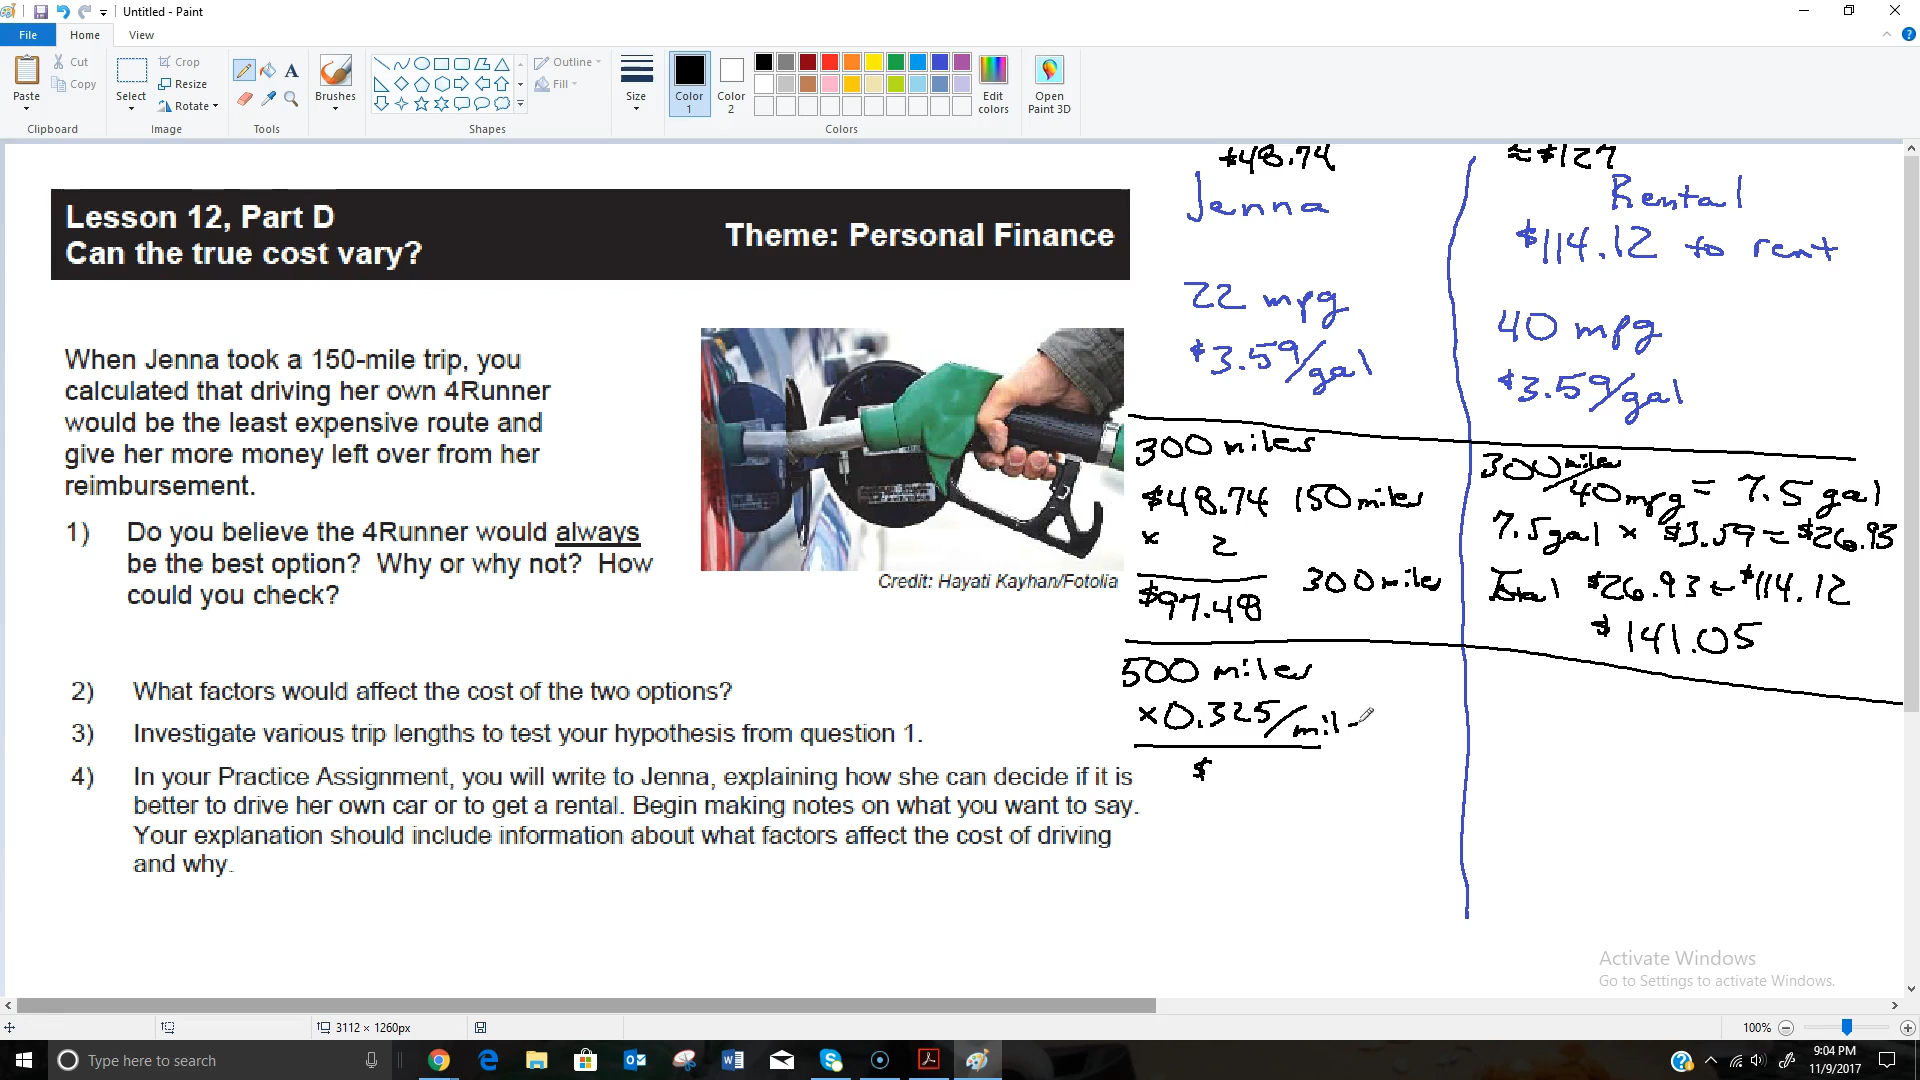 Untitled - Paint
File Home View
Cut
Copy
Paste
Clipboard
Crop
Resize
Rotate
Select
Image
Tools
Brushes
Outline
Fill
Shapes
Size
Color 1
Color 2
Edit colors
Colors
Open Paint 3D
Lesson 12, Part D
Can the true cost vary?
Theme: Personal Finance
When Jenna took a 150-mile trip, you
calculated that driving her own 4Runner
would be the least expensive route and
give her more money left over from her
reimbursement.
1) Do you believe the 4Runner would always
be the best option? Why or why not? How
could you check?
Credit: Hayati Kayhan/Fotolia
2) What factors would affect the cost of the two options?
3) Investigate various trip lengths to test your hypothesis from question 1.
4) In your Practice Assignment, you will write to Jenna, explaining how she can decide if it is
better to drive her own car or to get a rental. Begin making notes on what you want to say.
Your explanation should include information about what factors affect the cost of driving
and why.
$48.74
Jenna
22 mpg
$3.59/gal
300 miles
$48.74 150 miles
× 2
$97.48 300 miles
500 miles
×0.325/mil
$
≈$127
Rental
$114.12 to rent
40 mpg
$3.59/gal
300 miles/40 mpg = 7.5 gal
7.5 gal × $3.59 = $26.93
Total $26.93 $114.12
$141.05
Activate Windows
Go to Settings to activate Windows.
3112 × 1260px
100%
Type here to search
9:04 PM
11/9/2017